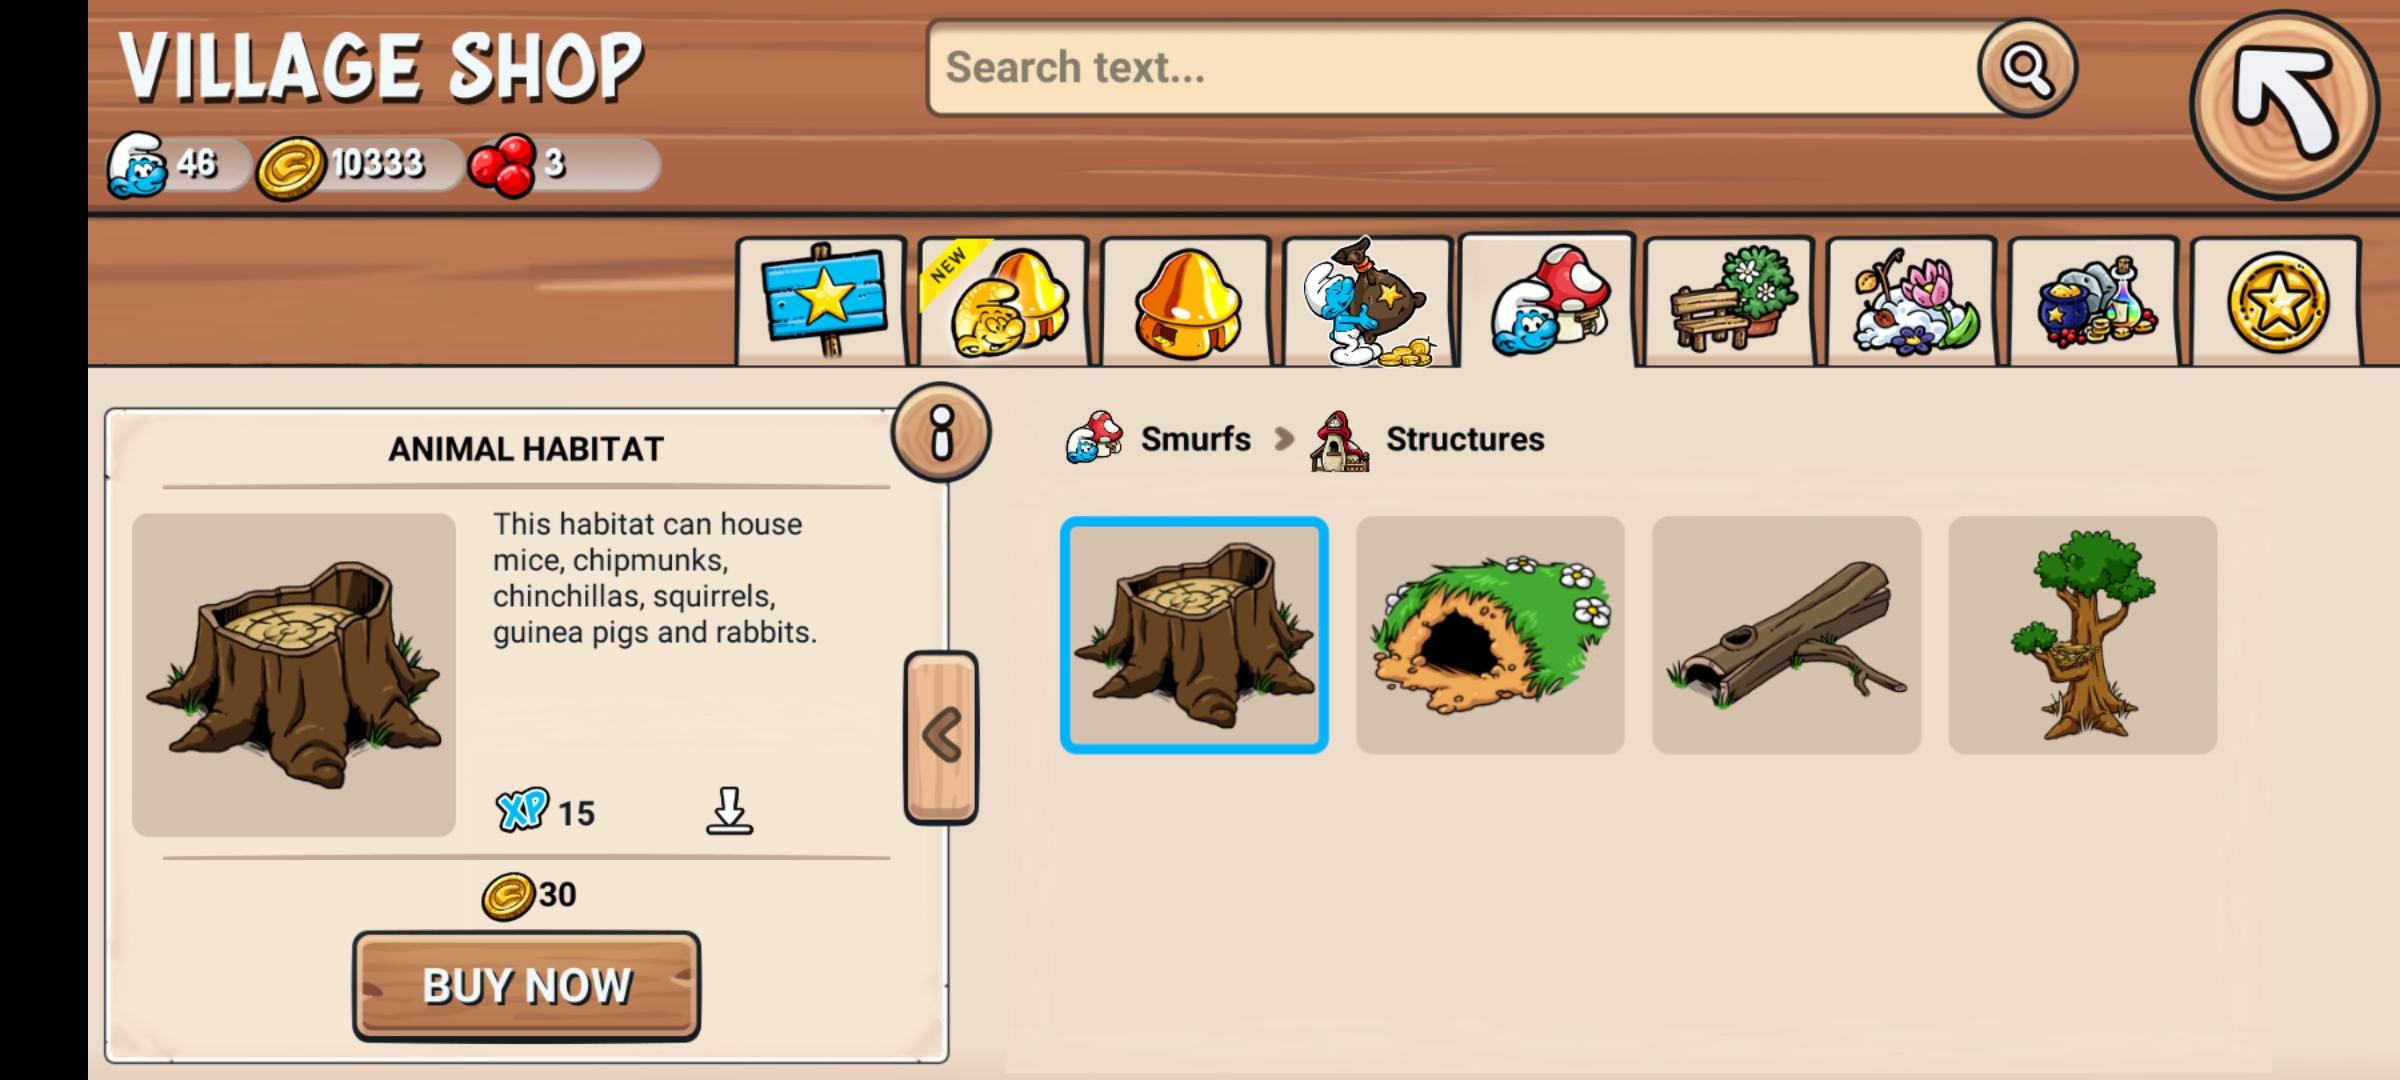 VILLAGE SHOP
Search text...
46
10333
3
NEW
ANIMAL HABITAT
This habitat can house
mice, chipmunks,
chinchillas, squirrels,
guinea pigs and rabbits.
XP 15
30
BUY NOW
Smurfs
Structures